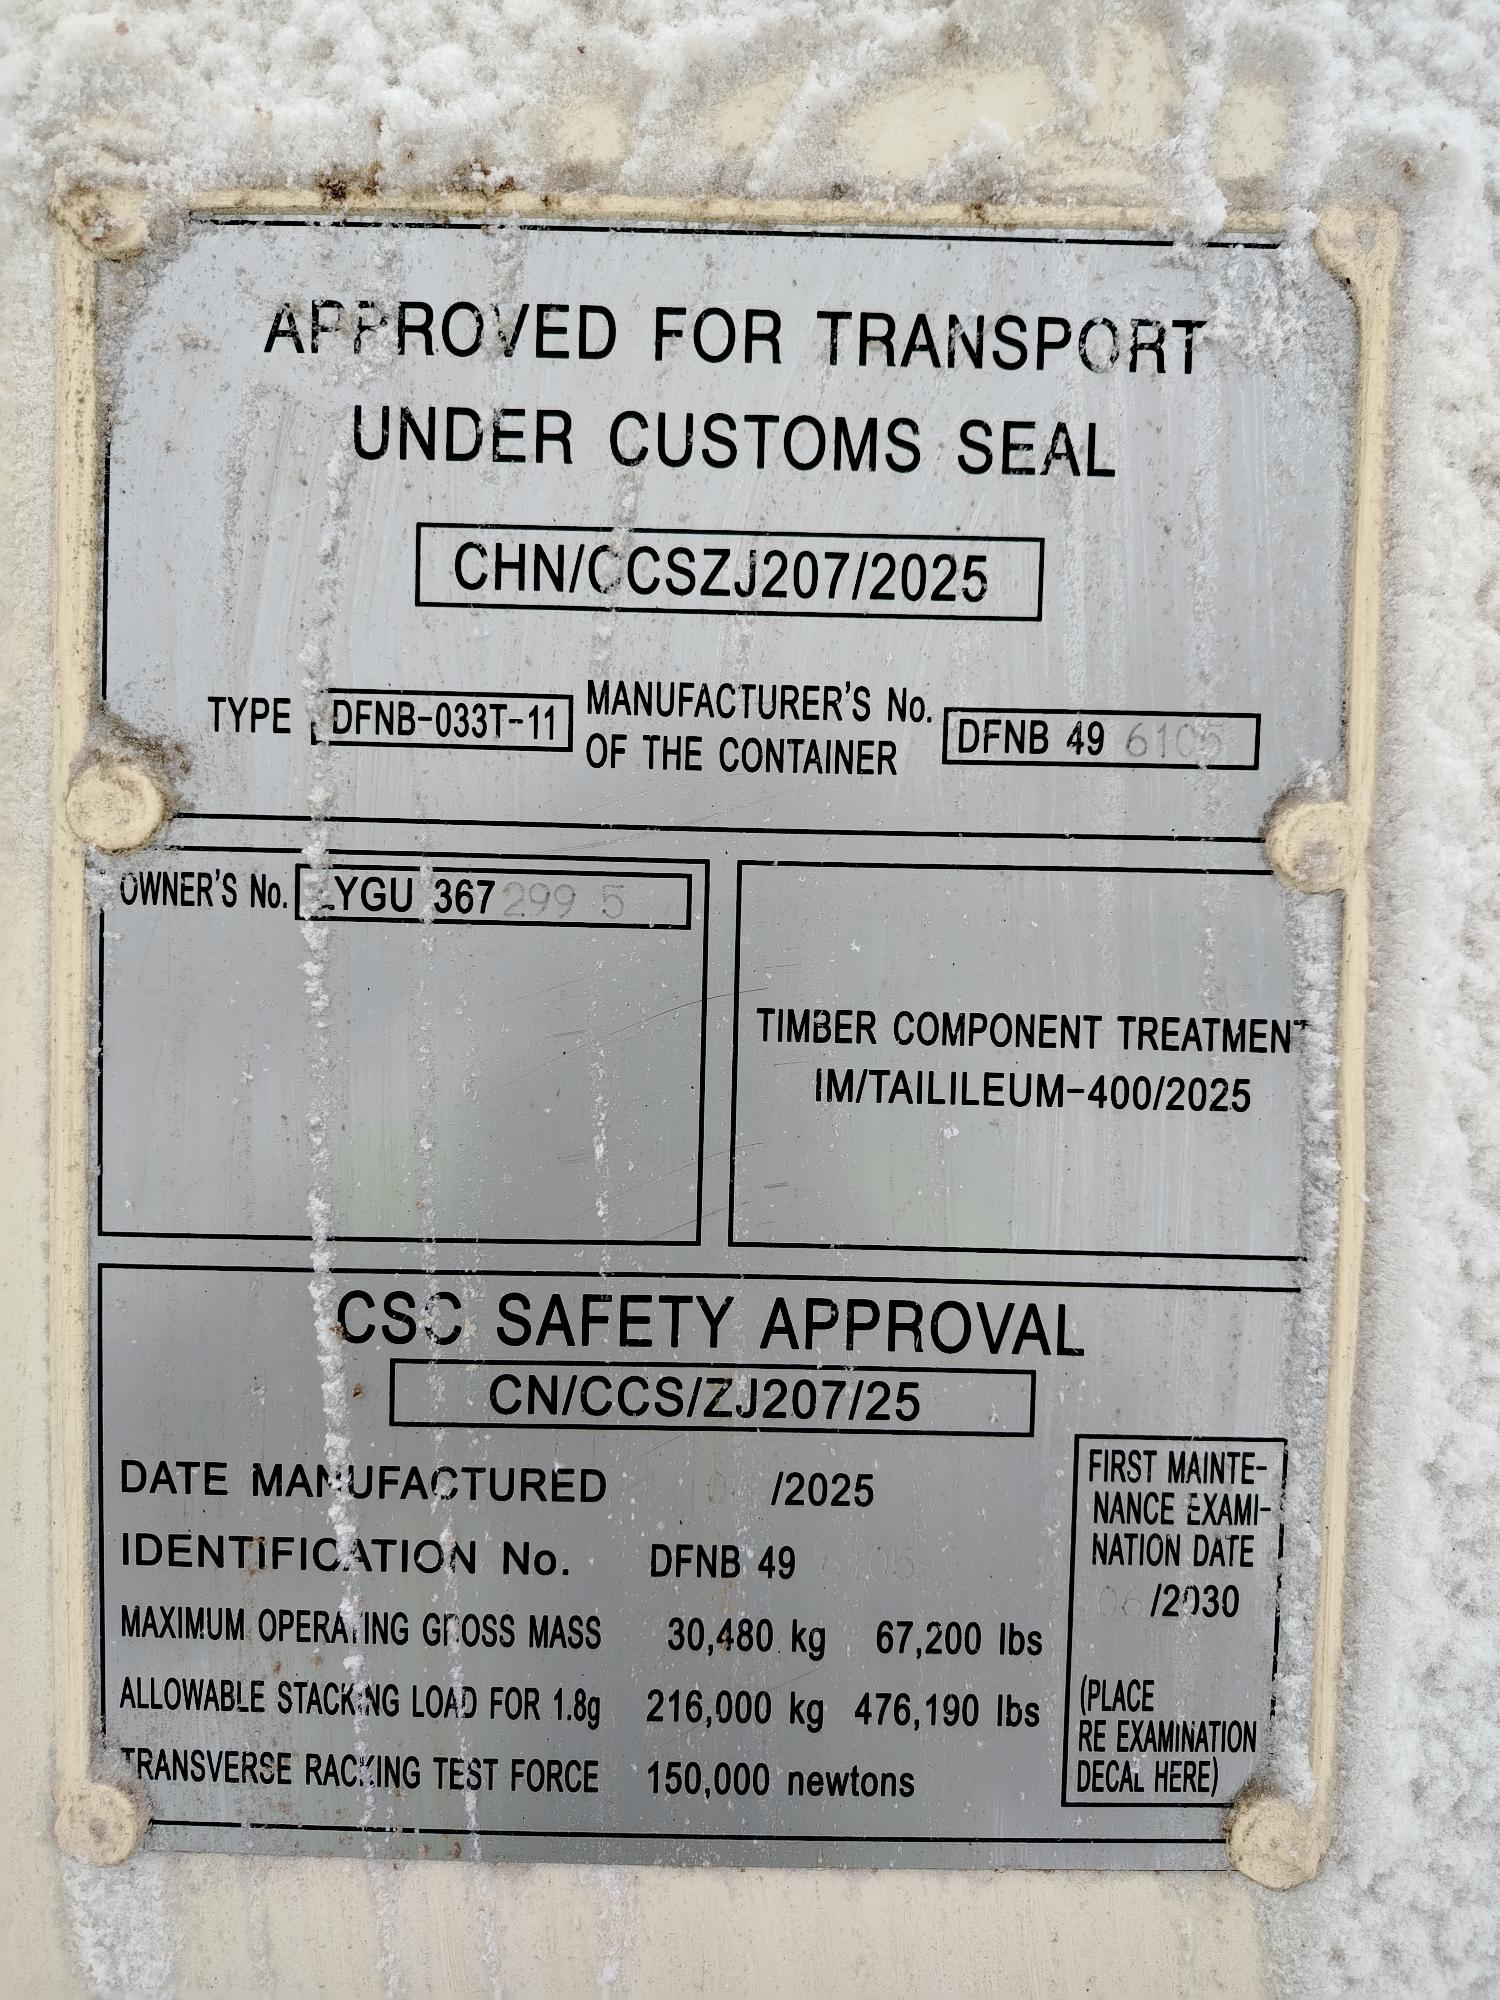 APPROVED FOR TRANSPORT
UNDER CUSTOMS SEAL
CHN/CCSZJ207/2025
TYPE DFNB-033T-11 MANUFACTURER'S No. OF THE CONTAINER DFNB 49 6105
OWNER'S No. LYGU 367 299 5
TIMBER COMPONENT TREATMENT
IM/TAILILEUM-400/2025
CSC SAFETY APPROVAL
CN/CCS/ZJ207/25
DATE MANUFACTURED /2025
IDENTIFICATION No. DFNB 49 6105
MAXIMUM OPERATING GROSS MASS 30,480 kg 67,200 lbs
ALLOWABLE STACKING LOAD FOR 1.8g 216,000 kg 476,190 lbs
TRANSVERSE RACKING TEST FORCE 150,000 newtons
FIRST MAINTE-
NANCE EXAMI-
NATION DATE
06/2030
(PLACE
RE EXAMINATION
DECAL HERE)